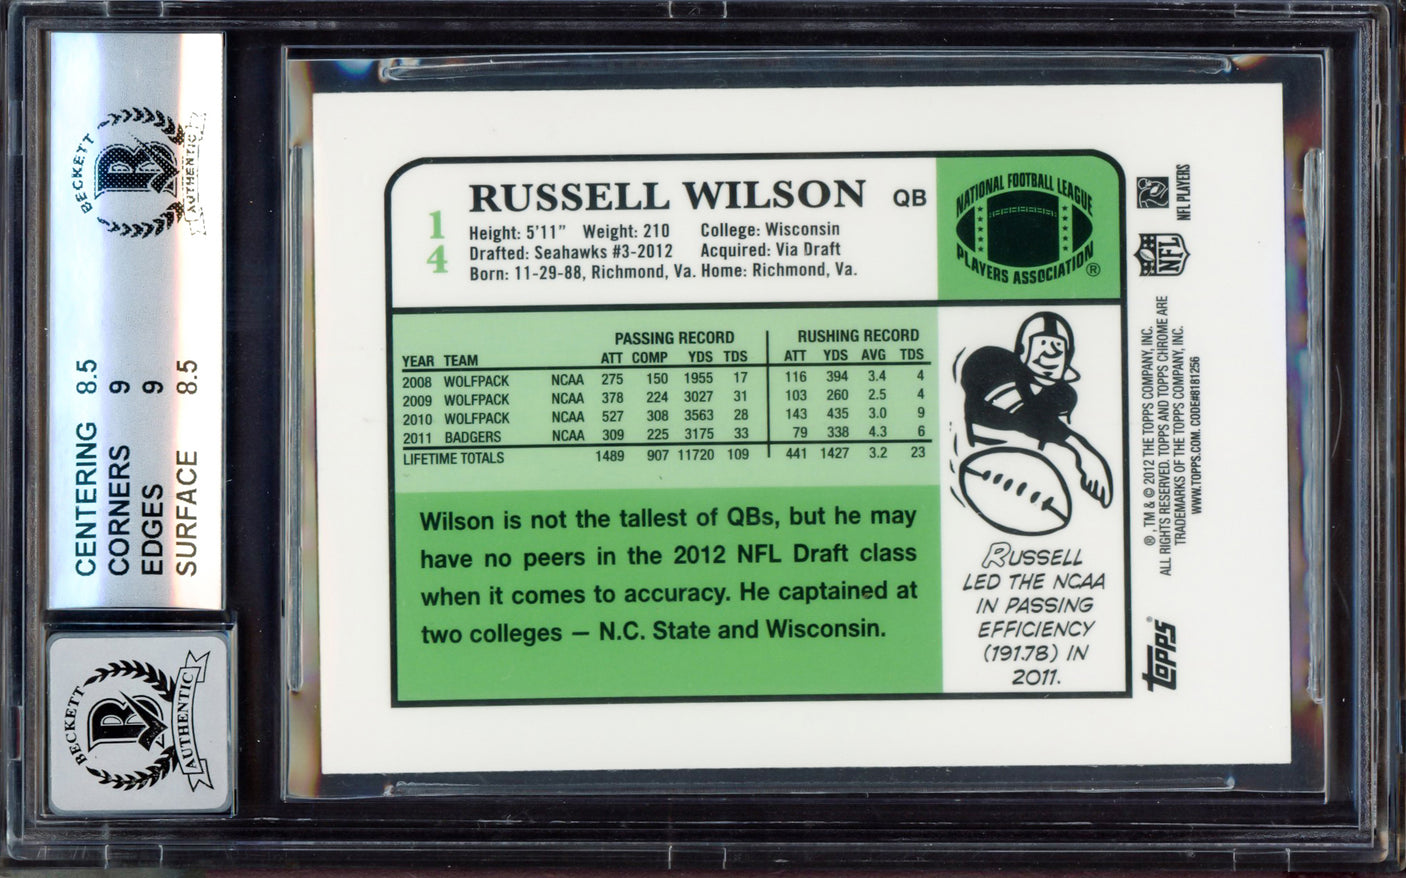 BECKETT
B
AUTHENTIC
CENTERING 8.5
CORNERS 9
EDGES 9
SURFACE 8.5
BECKETT
B
AUTHENTIC
14
RUSSELL WILSON QB
Height: 5'11" Weight: 210 College: Wisconsin
Drafted: Seahawks #3-2012 Acquired: Via Draft
Born: 11-29-88, Richmond, Va. Home: Richmond, Va.
NATIONAL FOOTBALL LEAGUE
PLAYERS ASSOCIATION®
PASSING RECORD RUSHING RECORD
YEAR TEAM ATT COMP YDS TDS ATT YDS AVG TDS
2008 WOLFPACK NCAA 275 150 1955 17 116 394 3.4 4
2009 WOLFPACK NCAA 378 224 3027 31 103 260 2.5 4
2010 WOLFPACK NCAA 527 308 3563 28 143 435 3.0 9
2011 BADGERS NCAA 309 225 3175 33 79 338 4.3 6
LIFETIME TOTALS 1489 907 11720 109 441 1427 3.2 23
Wilson is not the tallest of QBs, but he may
have no peers in the 2012 NFL Draft class
when it comes to accuracy. He captained at
two colleges — N.C. State and Wisconsin.
RUSSELL
LED THE NCAA
IN PASSING
EFFICIENCY
(191.78) IN
2011.
NFL PLAYERS
NFL
®, TM & © 2012 THE TOPPS COMPANY, INC.
ALL RIGHTS RESERVED. TOPPS AND TOPPS CHROME ARE
TRADEMARKS OF THE TOPPS COMPANY, INC.
WWW.TOPPS.COM. CODE#8181256
Topps®